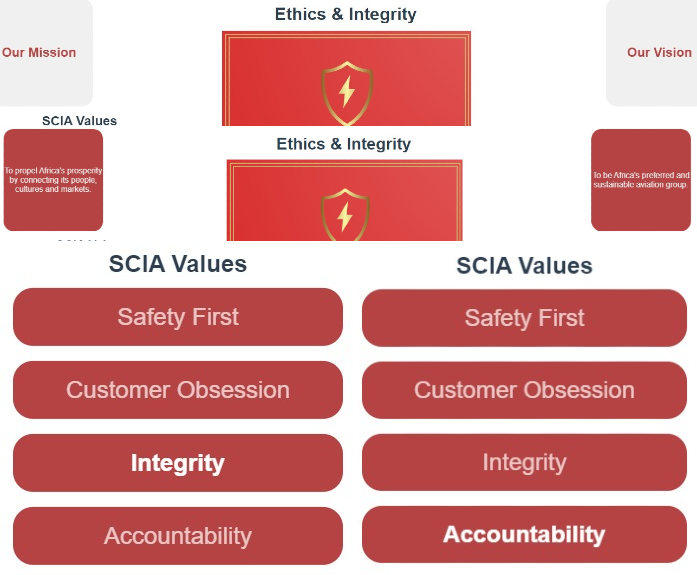 Ethics & Integrity
Our Mission
Our Vision
SCIA Values
Ethics & Integrity
To propel Africa's prosperity
by connecting its people,
cultures and markets.
To be Africa's preferred and
sustainable aviation group.
SCIA Values
Safety First
Customer Obsession
Integrity
Accountability
SCIA Values
Safety First
Customer Obsession
Integrity
Accountability